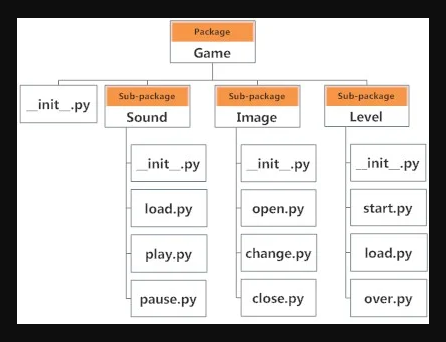 Package
Game
__init__.py
Sub-package
Sound
Sub-package
Image
Sub-package
Level
__init__.py
__init__.py
__init__.py
load.py
open.py
start.py
play.py
change.py
load.py
pause.py
close.py
over.py